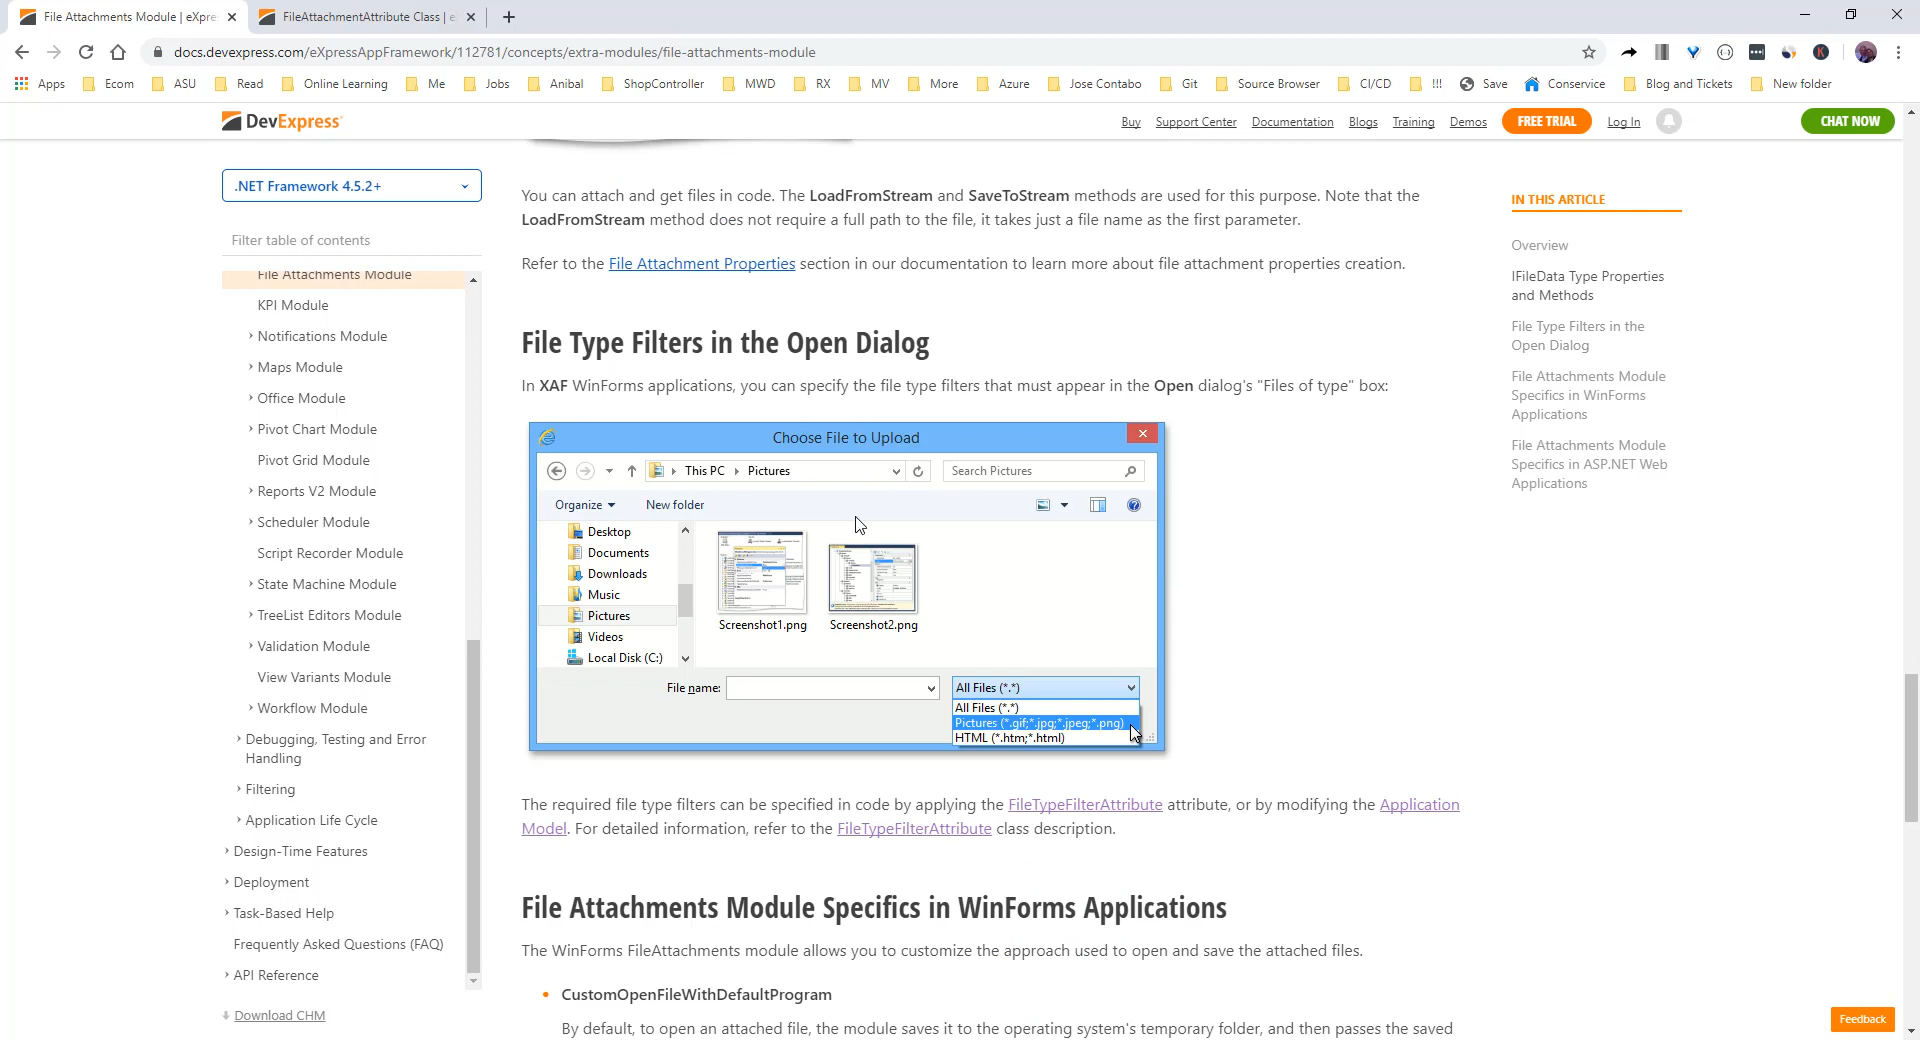 File Attachments Module | eXpre
FileAttachmentAttribute Class | e
docs.devexpress.com/eXpressAppFramework/112781/concepts/extra-modules/file-attachments-module
Apps Ecom ASU Read Online Learning Me Jobs Anibal ShopController MWD RX MV More Azure Jose Contabo Git Source Browser CI/CD !!! Save Conservice Blog and Tickets New folder
DevExpress
Buy Support Center Documentation Blogs Training Demos FREE TRIAL Log In CHAT NOW
.NET Framework 4.5.2+
Filter table of contents
File Attachments Module
KPI Module
Notifications Module
Maps Module
Office Module
Pivot Chart Module
Pivot Grid Module
Reports V2 Module
Scheduler Module
Script Recorder Module
State Machine Module
TreeList Editors Module
Validation Module
View Variants Module
Workflow Module
Debugging, Testing and Error
Handling
Filtering
Application Life Cycle
Design-Time Features
Deployment
Task-Based Help
Frequently Asked Questions (FAQ)
API Reference
Download CHM
You can attach and get files in code. The LoadFromStream and SaveToStream methods are used for this purpose. Note that the
LoadFromStream method does not require a full path to the file, it takes just a file name as the first parameter.
Refer to the File Attachment Properties section in our documentation to learn more about file attachment properties creation.
File Type Filters in the Open Dialog
In XAF WinForms applications, you can specify the file type filters that must appear in the Open dialog's "Files of type" box:
Choose File to Upload
This PC Pictures
Search Pictures
Organize New folder
Desktop
Documents
Downloads
Music
Pictures
Videos
Local Disk (C:)
Screenshot1.png Screenshot2.png
File name:
All Files (*.*)
All Files (*.*)
Pictures (*.gif;*.jpg;*.jpeg;*.png)
HTML (*.htm;*.html)
The required file type filters can be specified in code by applying the FileTypeFilterAttribute attribute, or by modifying the Application
Model. For detailed information, refer to the FileTypeFilterAttribute class description.
File Attachments Module Specifics in WinForms Applications
The WinForms FileAttachments module allows you to customize the approach used to open and save the attached files.
CustomOpenFileWithDefaultProgram
By default, to open an attached file, the module saves it to the operating system's temporary folder, and then passes the saved
IN THIS ARTICLE
Overview
IFileData Type Properties
and Methods
File Type Filters in the
Open Dialog
File Attachments Module
Specifics in WinForms
Applications
File Attachments Module
Specifics in ASP.NET Web
Applications
Feedback